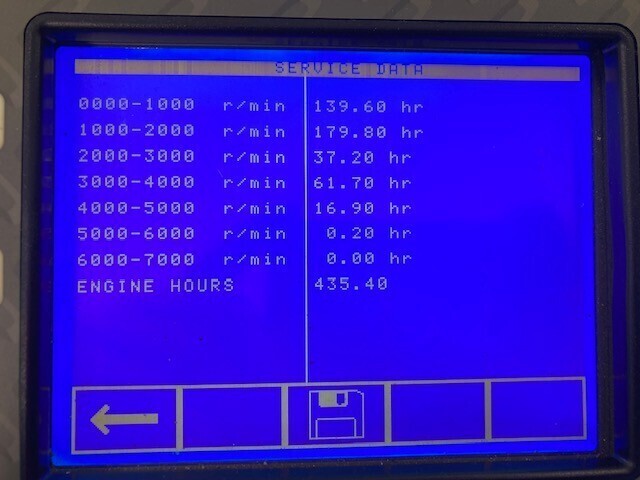 SERVICE DATA
0000-1000 r/min 139.60 hr
1000-2000 r/min 179.80 hr
2000-3000 r/min 37.20 hr
3000-4000 r/min 61.70 hr
4000-5000 r/min 16.90 hr
5000-6000 r/min 0.20 hr
6000-7000 r/min 0.00 hr
ENGINE HOURS 435.40